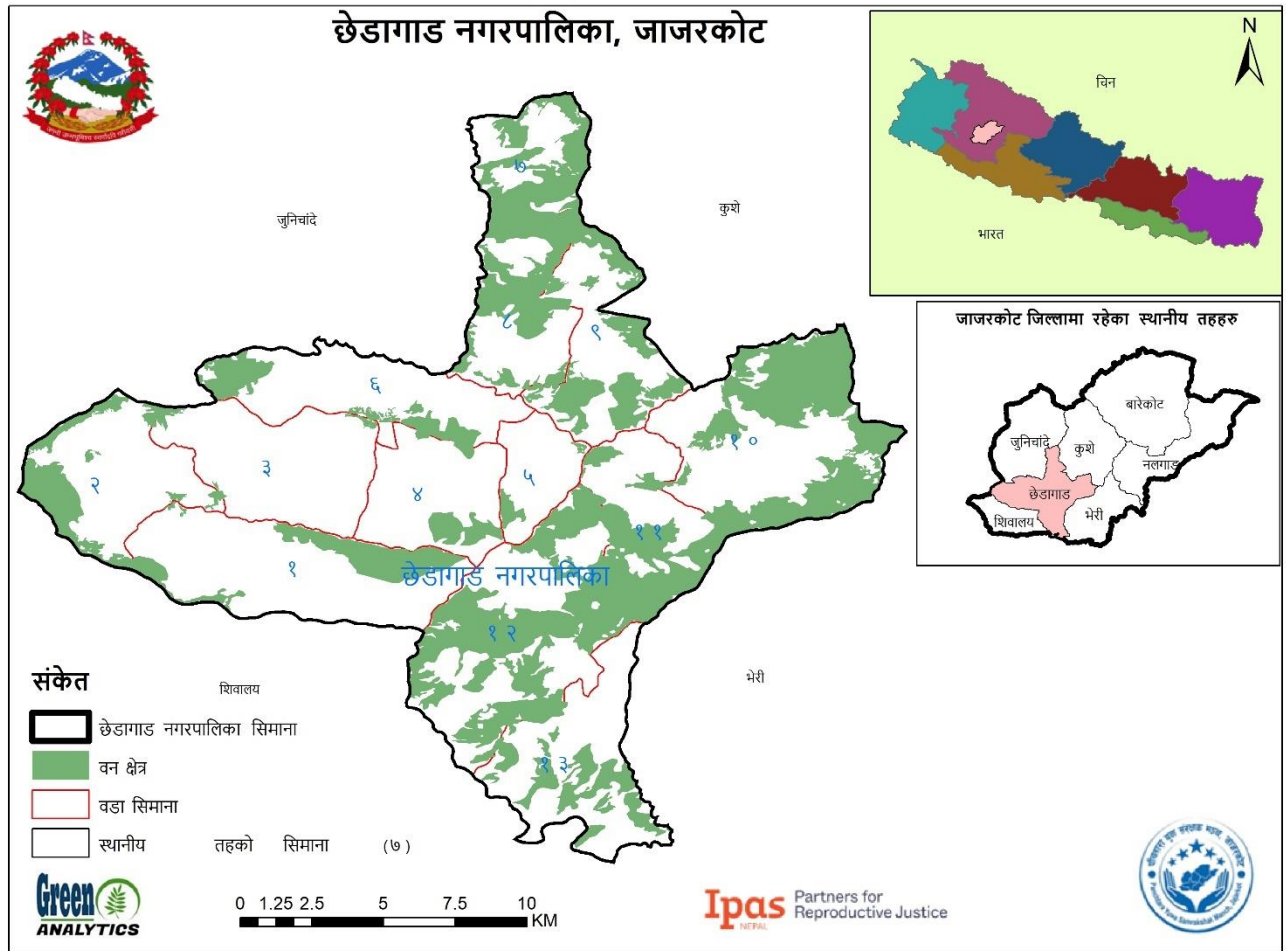 छेडागाड नगरपालिका, जाजरकोट
N
चिन
भारत
जुनिचांदे
कुशे
७
८
९
६
१०
२
३
४
५
११
१
छेडागाड नगरपालिका
१२
१३
शिवालय
भेरी
जाजरकोट जिल्लामा रहेका स्थानीय तहहरु
बारेकोट
जुनिचांदे
कुशे
नलगाड
छेडागाड
शिवालय
भेरी
संकेत
छेडागाड नगरपालिका सिमाना
वन क्षेत्र
वडा सिमाना
स्थानीय तहको सिमाना (७)
Green
ANALYTICS
0 1.25 2.5 5 7.5 10
KM
Ipas
NEPAL
Partners for
Reproductive Justice